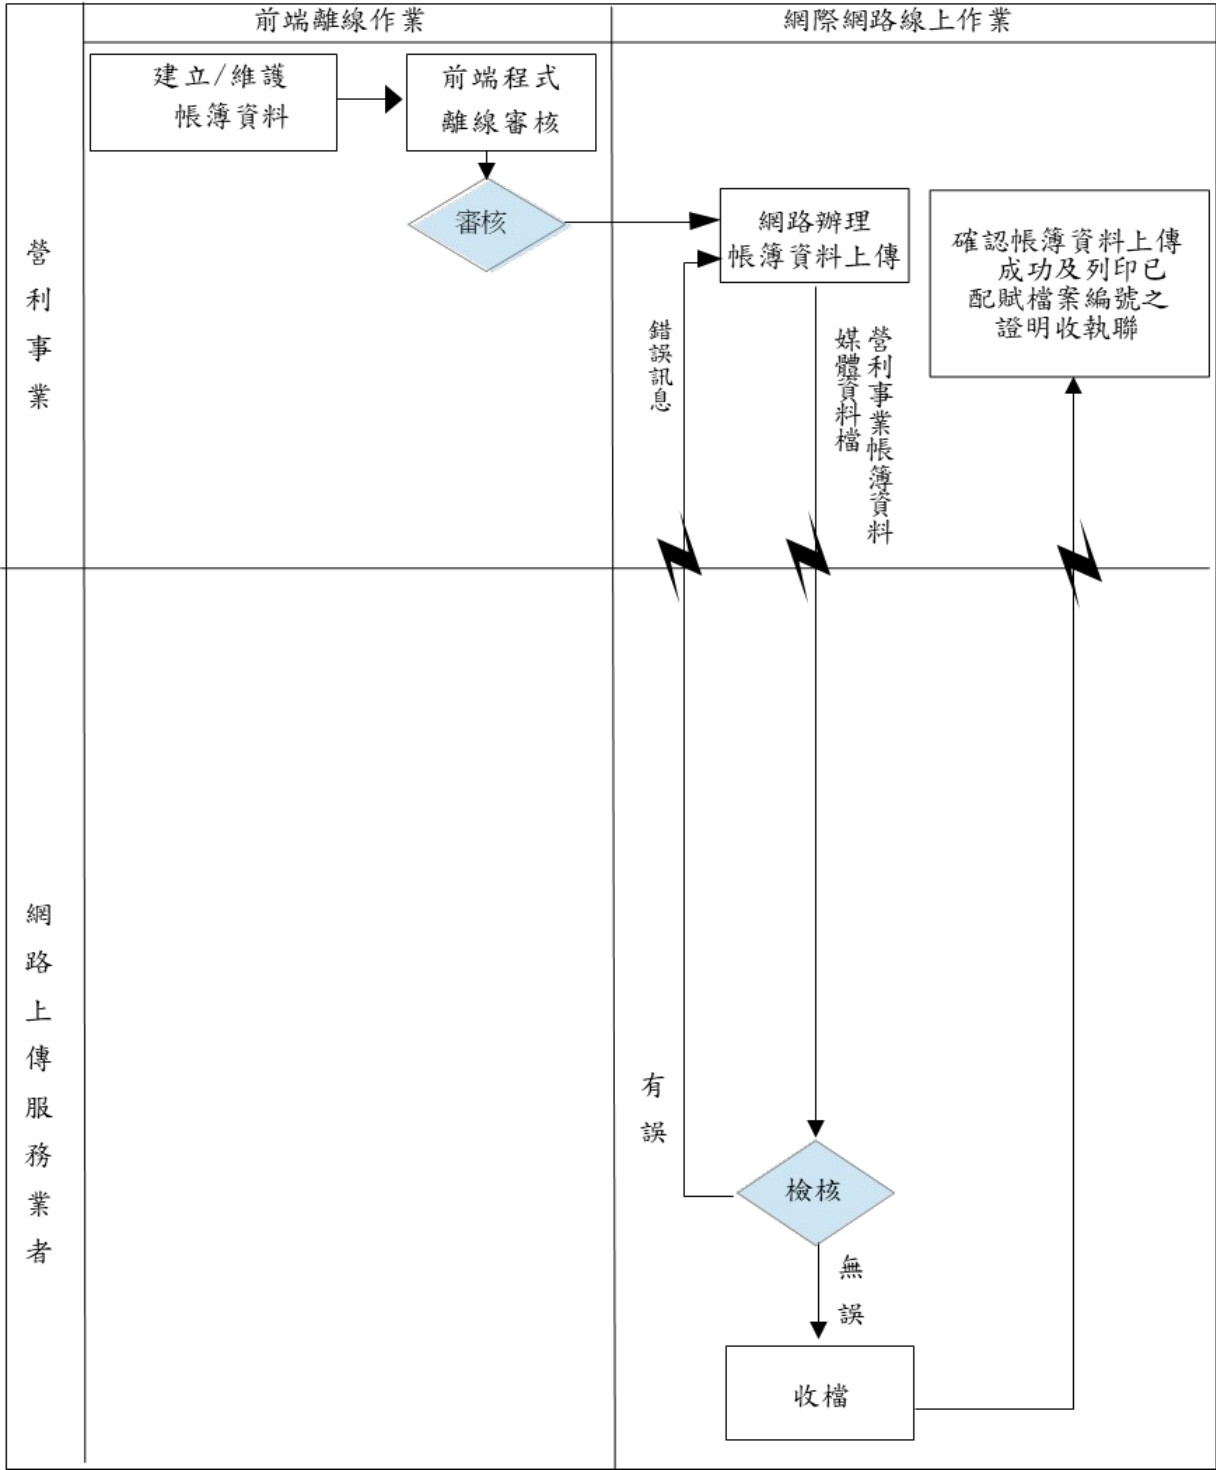 前端離線作業
網際網路線上作業
營利事業
建立/維護
帳簿資料
前端程式
離線審核
審核
網路辦理
帳簿資料上傳
確認帳簿資料上傳
成功及列印已
配賦檔案編號之
證明收執聯
錯誤訊息
營利事業帳簿資料
媒體資料檔
網路上傳服務業者
有誤
檢核
無誤
收檔